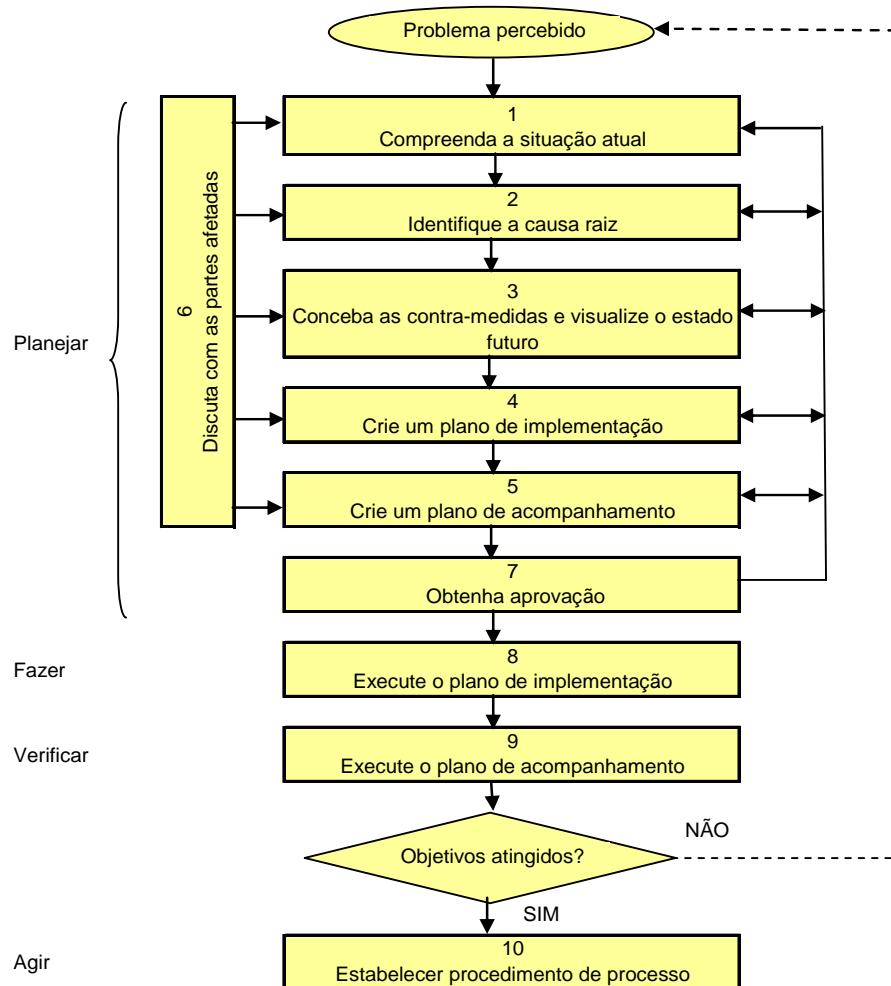 Problema percebido
1
Compreenda a situação atual
2
Identifique a causa raiz
3
Conceba as contra-medidas e visualize o estado
futuro
4
Crie um plano de implementação
5
Crie um plano de acompanhamento
6
Discuta com as partes afetadas
Planejar
7
Obtenha aprovação
Fazer
8
Execute o plano de implementação
Verificar
9
Execute o plano de acompanhamento
Objetivos atingidos?
NÃO
SIM
Agir
10
Estabelecer procedimento de processo